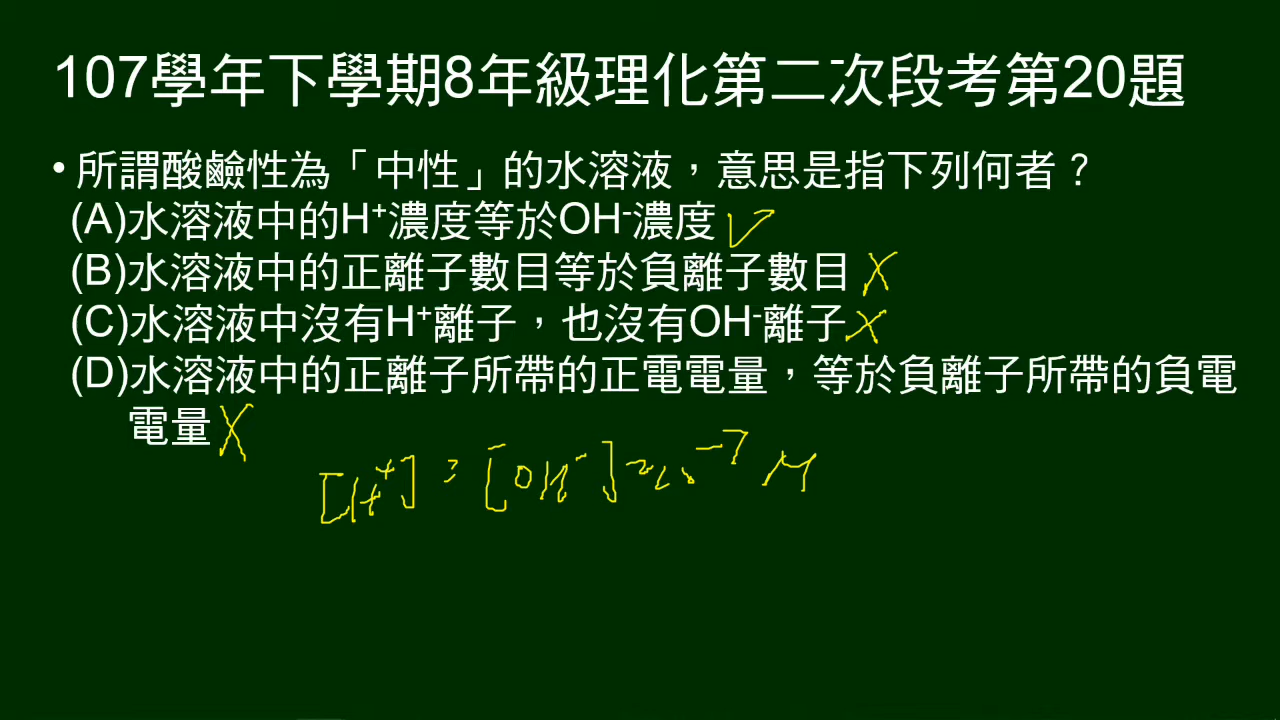 107學年下學期8年級理化第二次段考第20題
•所謂酸鹼性為「中性」的水溶液，意思是指下列何者？
(A)水溶液中的H⁺濃度等於OH⁻濃度 ✓
(B)水溶液中的正離子數目等於負離子數目 X
(C)水溶液中沒有H⁺離子，也沒有OH⁻離子 X
(D)水溶液中的正離子所帶的正電電量，等於負離子所帶的負電
電量 X
[H⁺] = [OH⁻] = 10⁻⁷ M